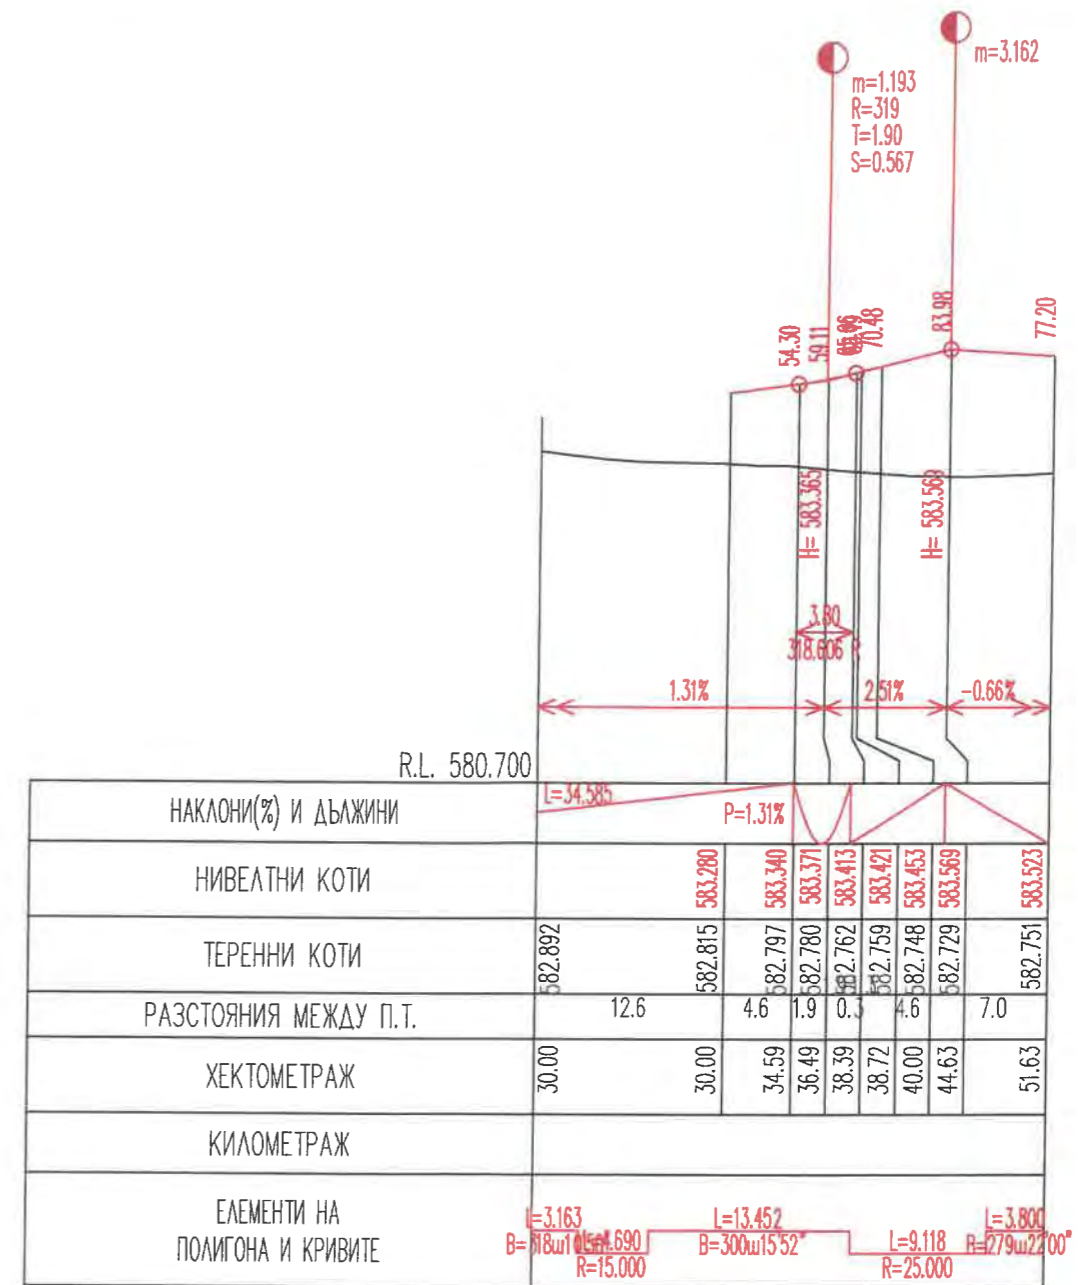 m=3.162
m=1.193
R=319
T=1.90
S=0.567
54.30
59.11
70.48
83.98
77.20
H= 583.365
H= 583.569
3.80
318.606 R
1.31%
2.51%
-0.66%
R.L. 580.700
НАКЛОНИ(%) И ДЪЛЖИНИ
L=34.585
P=1.31%
НИВЕЛТНИ КОТИ
583.280 583.340 583.371 583.413 583.421 583.453 583.569 583.523
ТЕРЕННИ КОТИ
582.892 582.815 582.797 582.780 582.762 582.759 582.748 582.729 582.751
РАЗСТОЯНИЯ МЕЖДУ П.Т.
12.6 4.6 1.9 0.3 4.6 7.0
ХЕКТОМЕТРАЖ
30.00 30.00 34.59 36.49 38.39 38.72 40.00 44.63 51.63
КИЛОМЕТРАЖ
ЕЛЕМЕНТИ НА
ПОЛИГОНА И КРИВИТЕ
L=3.163 L=13.452 L=3.800
B=300ш15'52" L=9.118
R=15.000 R=25.000